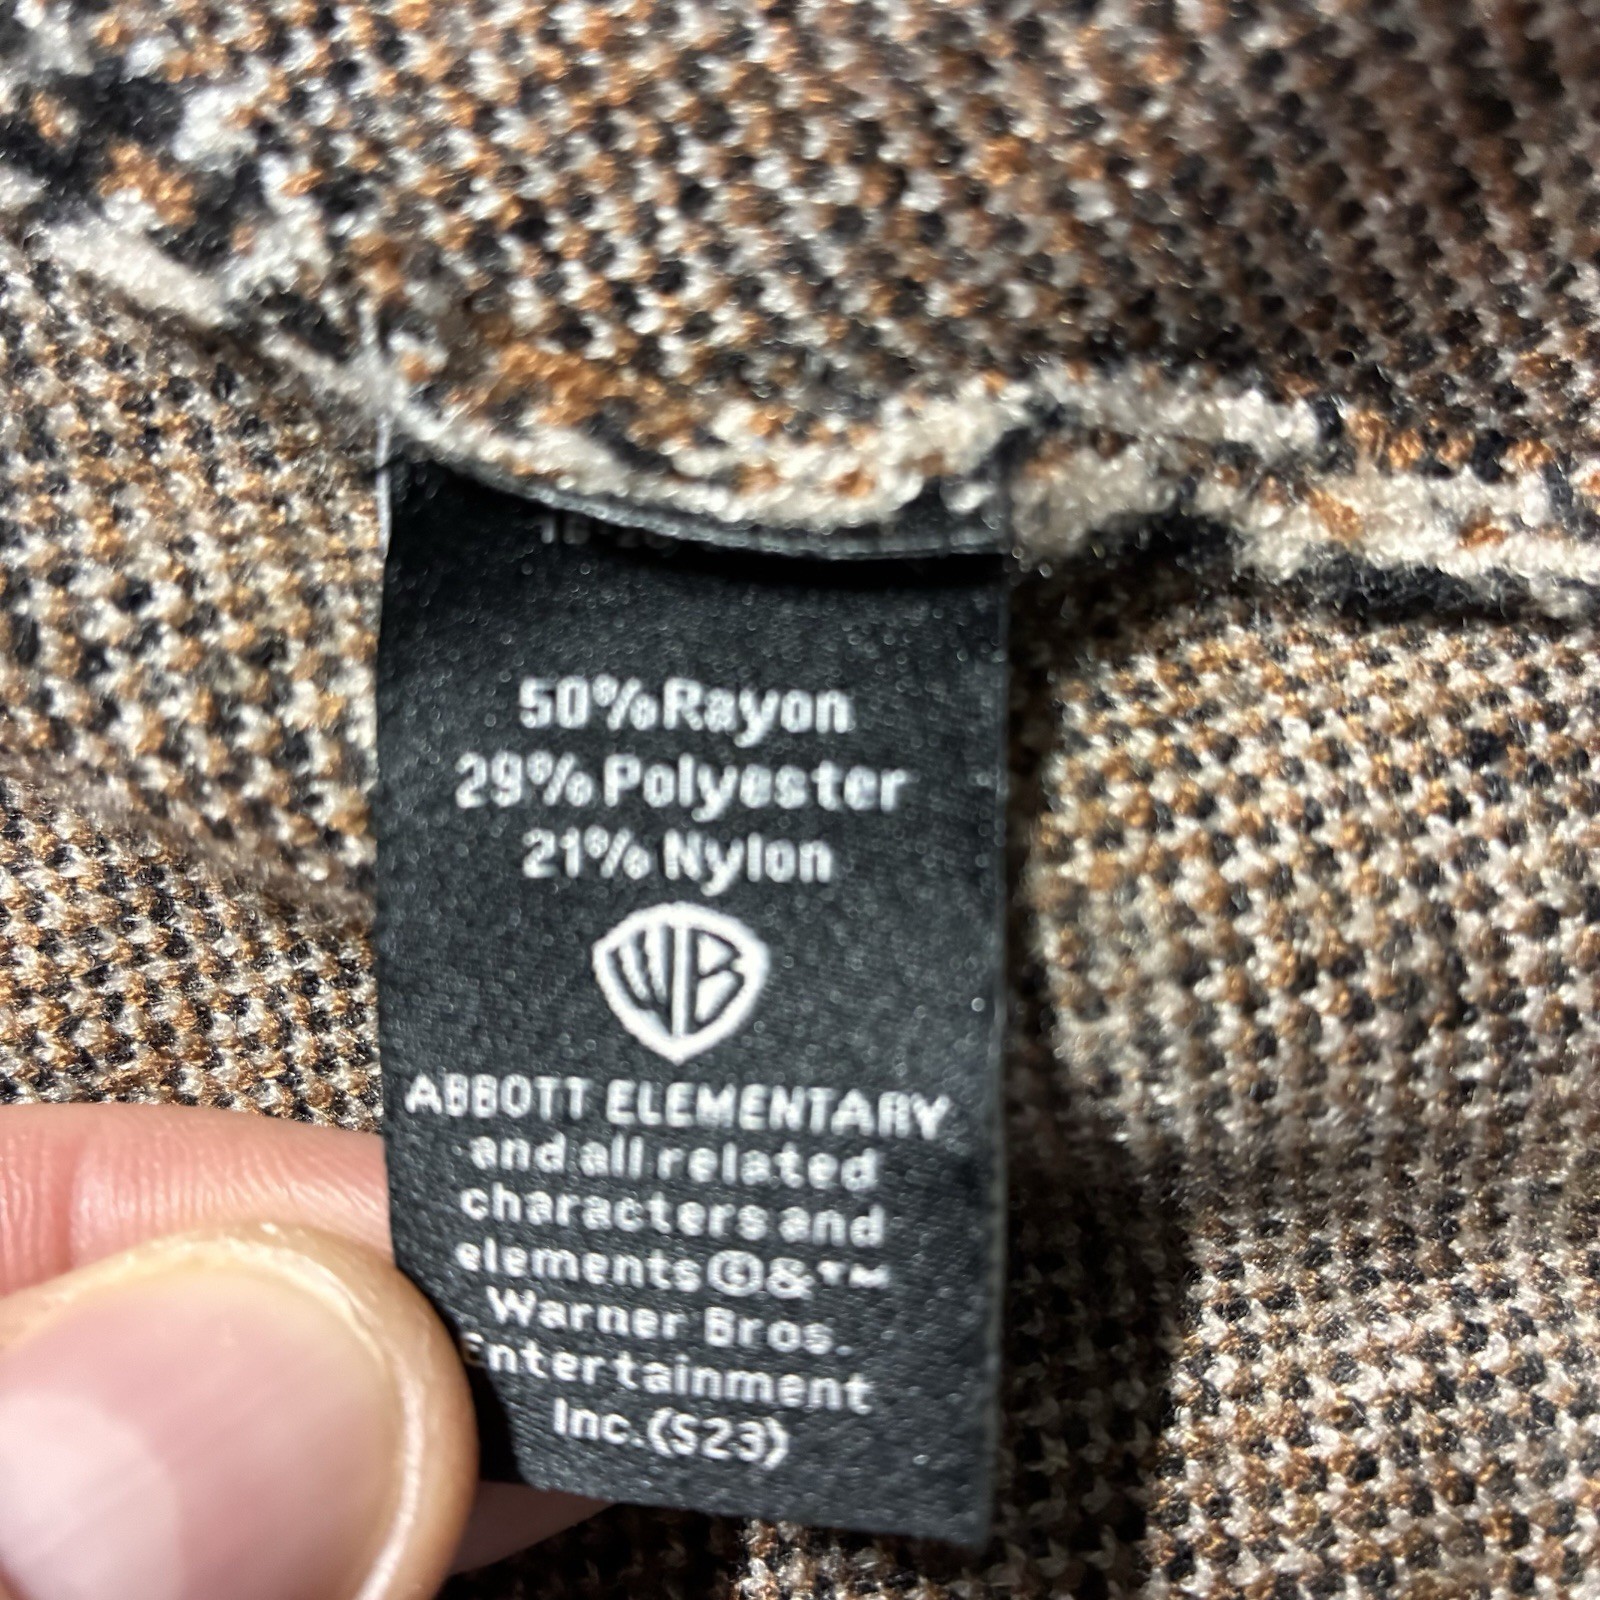 50% Rayon
29% Polyester
21% Nylon
WB
ABBOTT ELEMENTARY
and all related
characters and
elements © & ™
Warner Bros.
Entertainment
Inc. (S23)